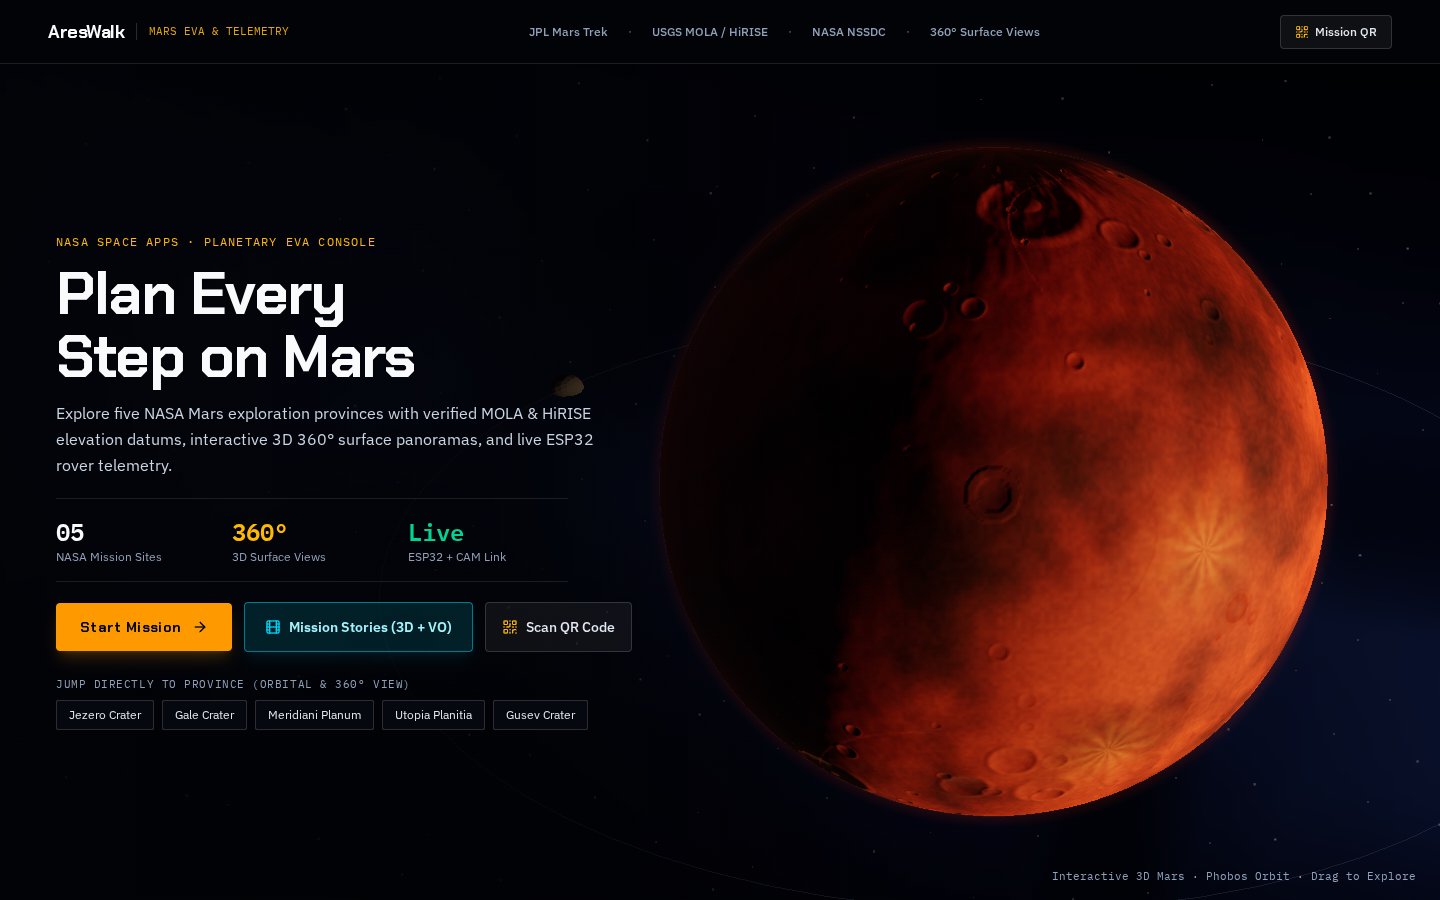 AresWalk
MARS EVA & TELEMETRY
JPL Mars Trek · USGS MOLA / HiRISE · NASA NSSDC · 360° Surface Views
Mission QR
NASA SPACE APPS · PLANETARY EVA CONSOLE
Plan Every
Step on Mars
Explore five NASA Mars exploration provinces with verified MOLA & HiRISE
elevation datums, interactive 3D 360° surface panoramas, and live ESP32
rover telemetry.
05
NASA Mission Sites
360°
3D Surface Views
Live
ESP32 + CAM Link
Start Mission →
Mission Stories (3D + VO)
Scan QR Code
JUMP DIRECTLY TO PROVINCE (ORBITAL & 360° VIEW)
Jezero Crater
Gale Crater
Meridiani Planum
Utopia Planitia
Gusev Crater
Interactive 3D Mars · Phobos Orbit · Drag to Explore